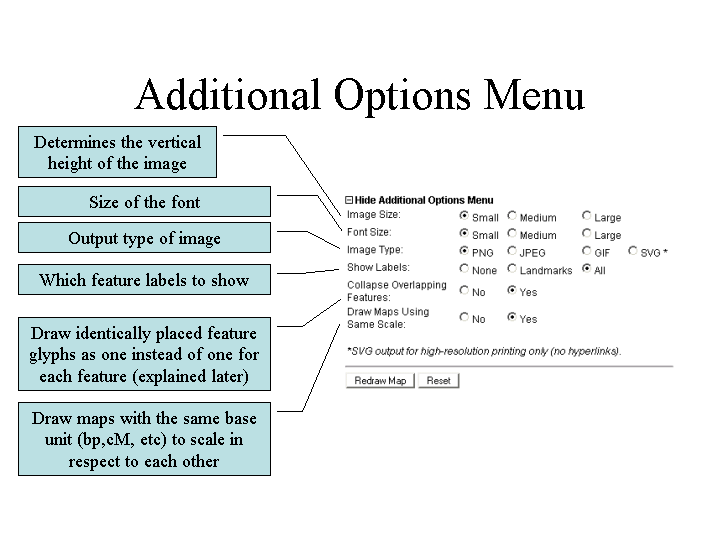 Additional Options Menu
Determines the vertical
height of the image
Size of the font
Output type of image
Which feature labels to show
Draw identically placed feature
glyphs as one instead of one for
each feature (explained later)
Draw maps with the same base
unit (bp,cM, etc) to scale in
respect to each other
Hide Additional Options Menu
Image Size: Small Medium Large
Font Size: Small Medium Large
Image Type: PNG JPEG GIF SVG *
Show Labels: None Landmarks All
Collapse Overlapping
Features: No Yes
Draw Maps Using
Same Scale: No Yes
*SVG output for high-resolution printing only (no hyperlinks).
Redraw Map Reset